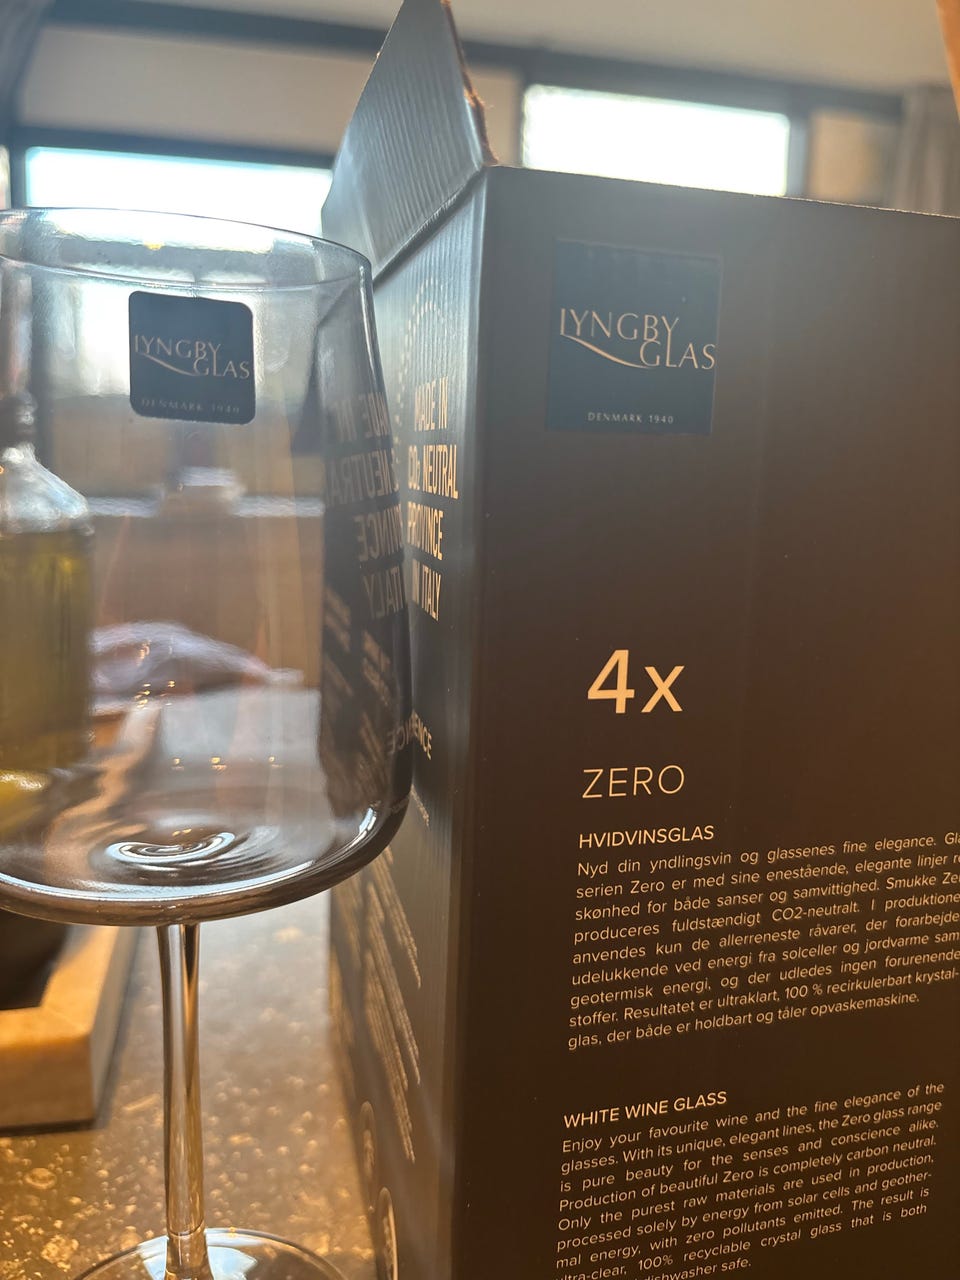 LYNGBY
GLAS
DENMARK 1940
MADE IN
CO2 NEUTRAL
PROVINCE
IN ITALY
LYNGBY
GLAS
DENMARK 1940
4x
ZERO
HVIDVINSGLAS
Nyd din yndlingsvin og glassenes fine elegance.
serien Zero er med sine enestående, elegante linjer
skønhed for både sanser og samvittighed. Smukke
produceres fuldstændigt CO2-neutralt. I
anvendes kun de allerreneste råvarer, der
udelukkende ved energi fra solceller og jordvarme
geotermisk energi, og der udledes ingen forurenende
stoffer. Resultatet er ultraklart, 100 % recirkulerbart krystal-
glas, der både er holdbart og tåler opvaskemaskine.
WHITE WINE GLASS
Enjoy your favourite wine and the fine elegance of the
glasses. With its unique, elegant lines, the Zero glass range
is pure beauty for the senses and conscience alike.
Production of beautiful Zero is completely carbon neutral.
Only the purest raw materials are used in production,
processed solely by energy from solar cells and geother-
mal energy, with zero pollutants emitted. The result is
ultra-clear, 100% recyclable crystal glass that is both
dishwasher safe.